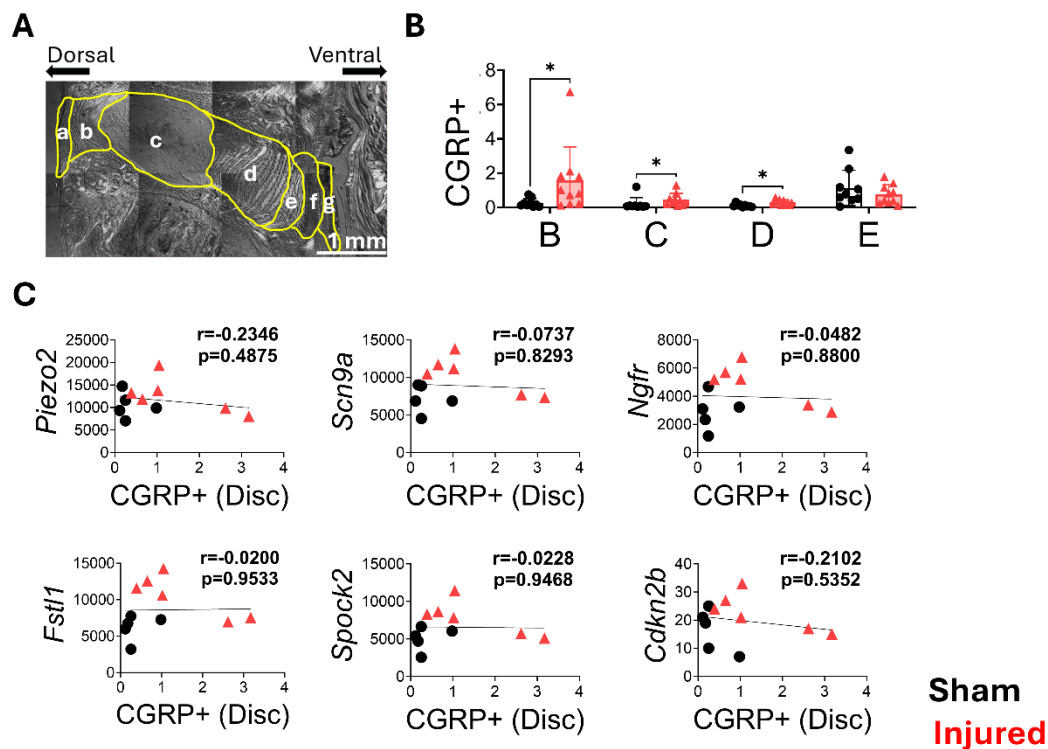 A
Dorsal
Ventral
a
b
c
d
e
f
g
1 mm
B
CGRP+
8
6
4
2
0
*
*
*
B
C
D
E
C
Piezo2
25000
20000
15000
10000
5000
0
r=-0.2346
p=0.4875
0 1 2 3 4
CGRP+ (Disc)
Scn9a
15000
10000
5000
0
r=-0.0737
p=0.8293
0 1 2 3 4
CGRP+ (Disc)
Ngfr
8000
6000
4000
2000
0
r=-0.0482
p=0.8800
0 1 2 3 4
CGRP+ (Disc)
Fstl1
15000
10000
5000
0
r=-0.0200
p=0.9533
0 1 2 3 4
CGRP+ (Disc)
Spock2
15000
10000
5000
0
r=-0.0228
p=0.9468
0 1 2 3 4
CGRP+ (Disc)
Cdkn2b
40
30
20
10
0
r=-0.2102
p=0.5352
0 1 2 3 4
CGRP+ (Disc)
Sham
Injured